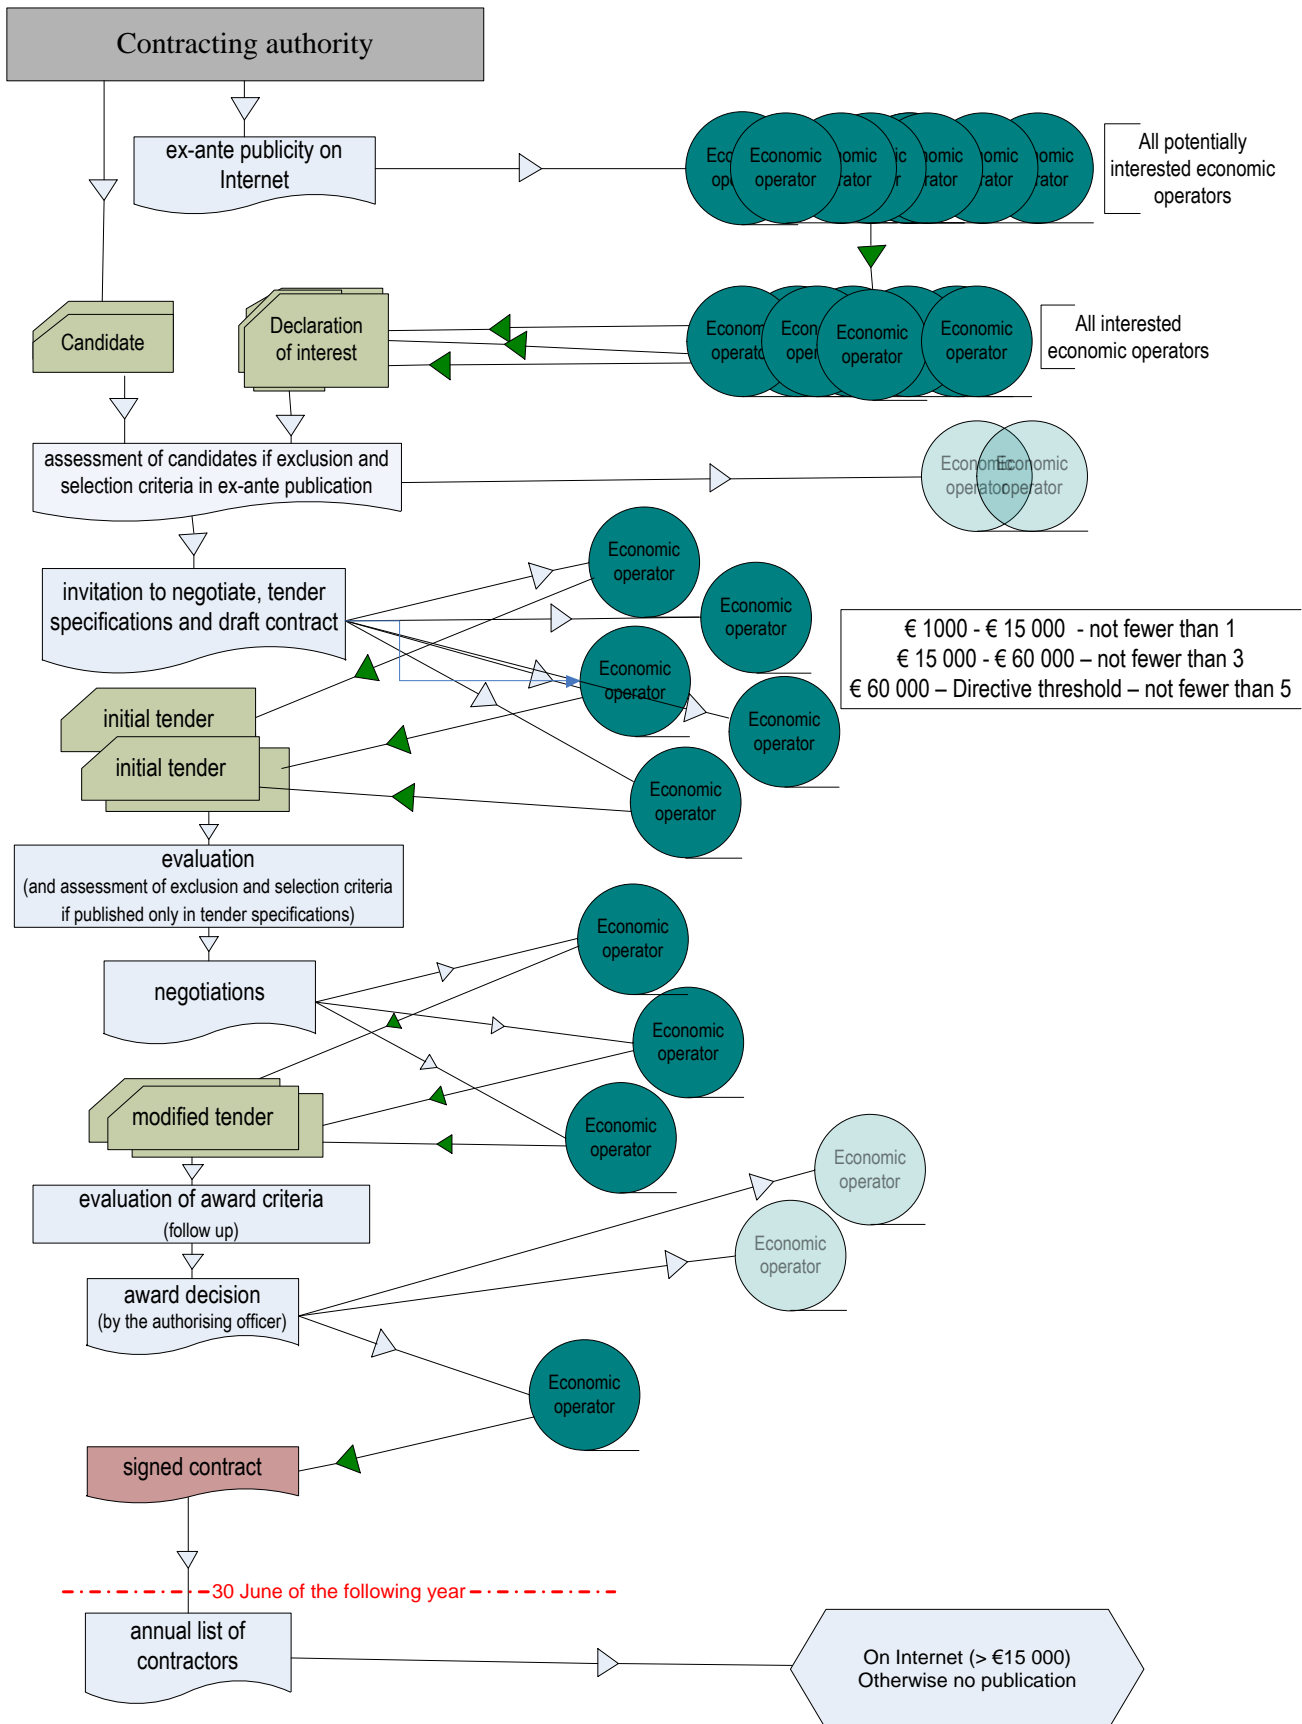 Contracting authority
ex-ante publicity on
Internet
Economic
operator
All potentially
interested economic
operators
Candidate
Declaration
of interest
Economic
operator
Economic
operator
All interested
economic operators
assessment of candidates if exclusion and
selection criteria in ex-ante publication
Economic
operator
Economic
operator
invitation to negotiate, tender
specifications and draft contract
Economic
operator
Economic
operator
Economic
operator
Economic
operator
Economic
operator
€ 1000 - € 15 000 - not fewer than 1
€ 15 000 - € 60 000 – not fewer than 3
€ 60 000 – Directive threshold – not fewer than 5
initial tender
initial tender
evaluation
(and assessment of exclusion and selection criteria
if published only in tender specifications)
negotiations
Economic
operator
Economic
operator
Economic
operator
modified tender
evaluation of award criteria
(follow up)
Economic
operator
Economic
operator
award decision
(by the authorising officer)
Economic
operator
signed contract
30 June of the following year
annual list of
contractors
On Internet (> €15 000)
Otherwise no publication